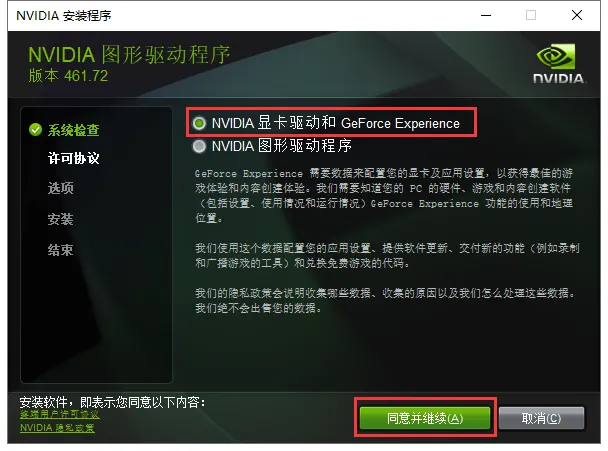 NVIDIA 安装程序
NVIDIA 图形驱动程序
版本 461.72
NVIDIA.
系统检查
许可协议
选项
安装
结束
NVIDIA 显卡驱动和 GeForce Experience
NVIDIA 图形驱动程序
GeForce Experience 需要数据来配置您的显卡及应用设置，以获得最佳的游
戏体验和内容创建体验。我们需要知道您的 PC 的硬件、游戏和内容创建软件
（包括设置、使用情况和运行情况）GeForce Experience 功能的使用和地理
位置。
我们使用这个数据配置您的应用设置、提供软件更新、交付新的功能（例如录制
和广播游戏的工具）和兑换免费游戏的代码。
我们的隐私政策会说明收集哪些数据、收集的原因以及我们怎么处理这些数据。
我们绝不会出售您的数据。
安装软件，即表示您同意以下内容：
终端用户许可协议
NVIDIA 隐私政策
同意并继续(A)
取消(C)